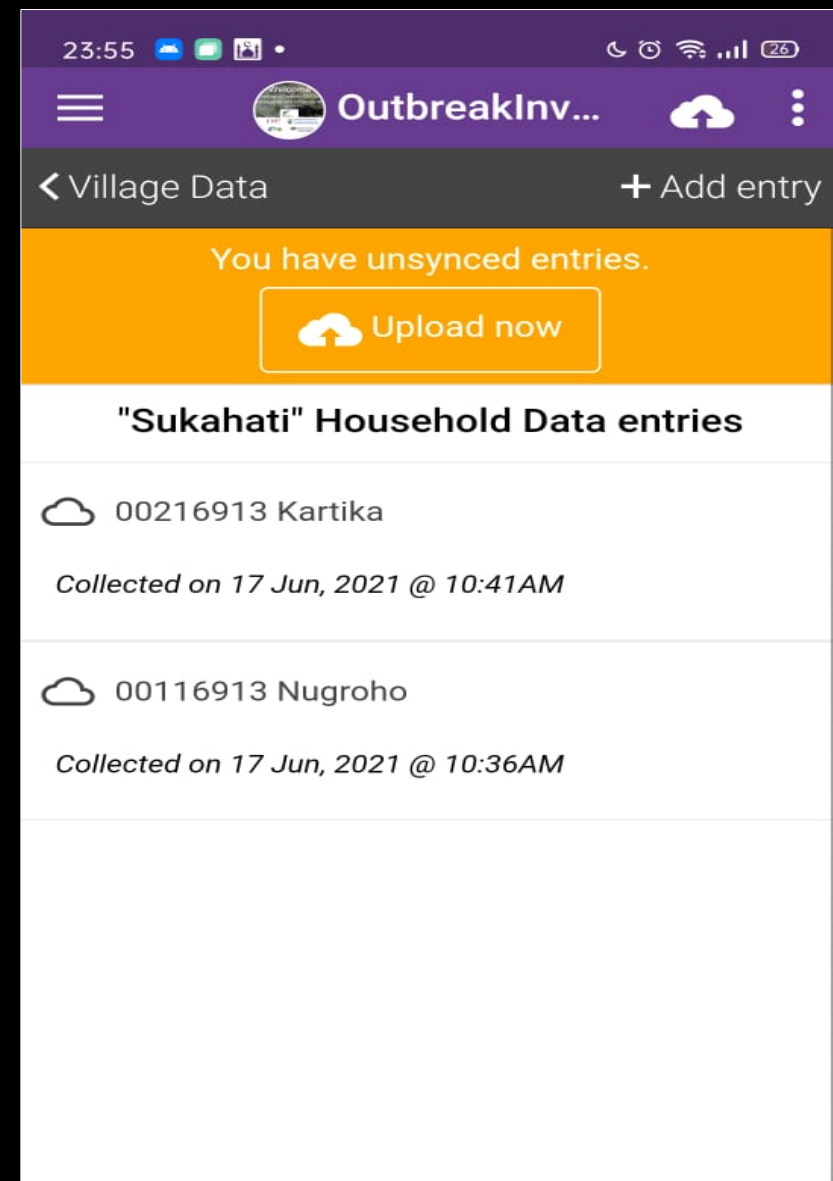 23:55
26
Welcome
OutbreakInv...
Village Data
+ Add entry
You have unsynced entries.
Upload now
"Sukahati" Household Data entries
00216913 Kartika
Collected on 17 Jun, 2021 @ 10:41AM
00116913 Nugroho
Collected on 17 Jun, 2021 @ 10:36AM